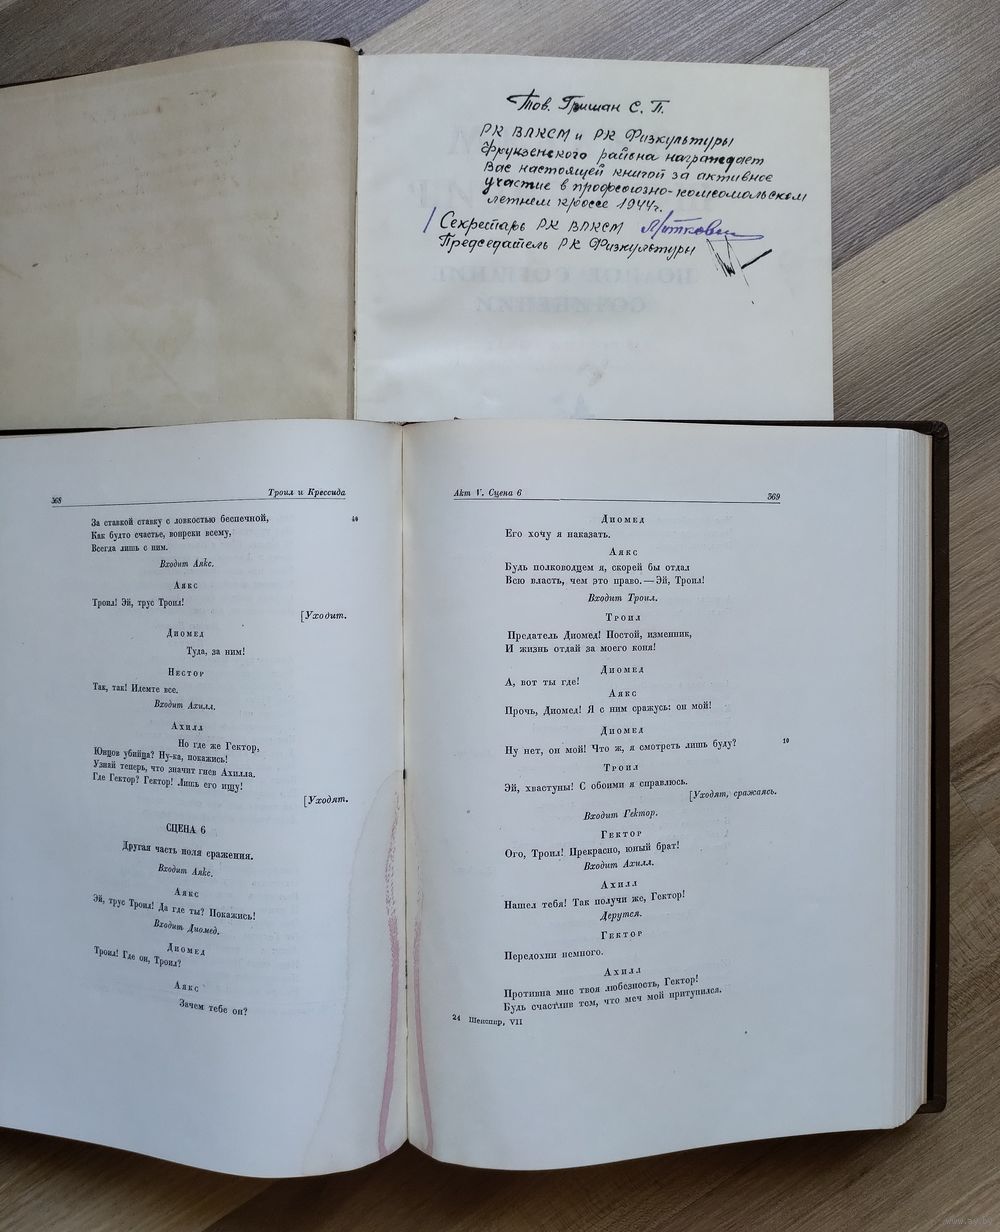 Тов. Гришан С. П.
РК ВЛКСМ и РК Физкультуры
Фрунзенского района награждает
Вас настоящей книгой за активное
участие в профсоюзно-комсомольском
летнем кроссе 1944г.
Секретарь РК ВЛКСМ
Председатель РК Физкультуры
368 Троил и Крессида
За ставкой ставку с ловкостью беспечной, 40
Как будто счастье, вопреки всему,
Всегда лишь с ним.
Входит Аякс.
Аякс
Троил! Эй, трус Троил!
[Уходит.
Диомед
Туда, за ним!
Нестор
Так, так! Идемте все.
Входит Ахилл.
Ахилл
Но где же Гектор,
Юнцов убийца? Ну-ка, покажись!
Узнай теперь, что значит гнев Ахилла.
Где Гектор? Гектор! Лишь его ищу!
[Уходят.
СЦЕНА 6
Другая часть поля сражения.
Входит Аякс.
Аякс
Эй, трус Троил! Да где ты? Покажись!
Входит Диомед.
Диомед
Троил! Где он, Троил?
Аякс
Зачем тебе он?
Акт V. Сцена 6 369
Диомед
Его хочу я наказать.
Аякс
Будь полководцем я, скорей бы отдал
Всю власть, чем это право. — Эй, Троил!
Входит Троил.
Троил
Предатель Диомед! Постой, изменник,
И жизнь отдай за моего коня!
Диомед
А, вот ты где!
Аякс
Прочь, Диомед! Я с ним сражусь: он мой!
Диомед
Ну нет, он мой! Что ж, я смотреть лишь буду? 10
Троил
Эй, хвастуны! С обоими я справлюсь.
[Уходят, сражаясь.
Входит Гектор.
Гектор
Ого, Троил! Прекрасно, юный брат!
Входит Ахилл.
Ахилл
Нашел тебя! Так получи же, Гектор!
Дерутся.
Гектор
Передохни немного.
Ахилл
Противна мне твоя любезность, Гектор!
Будь счастлив тем, что меч мой притупился.
24 Шекспир, VII
www.ay.by